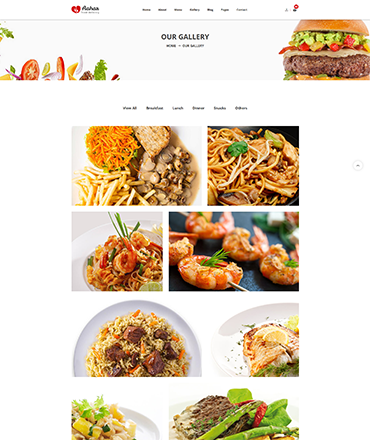 Aahar
Home About Menu Gallery Blog Pages Contact
OUR GALLERY
HOME — OUR GALLERY
View All Breakfast Lunch Dinner Snacks Others